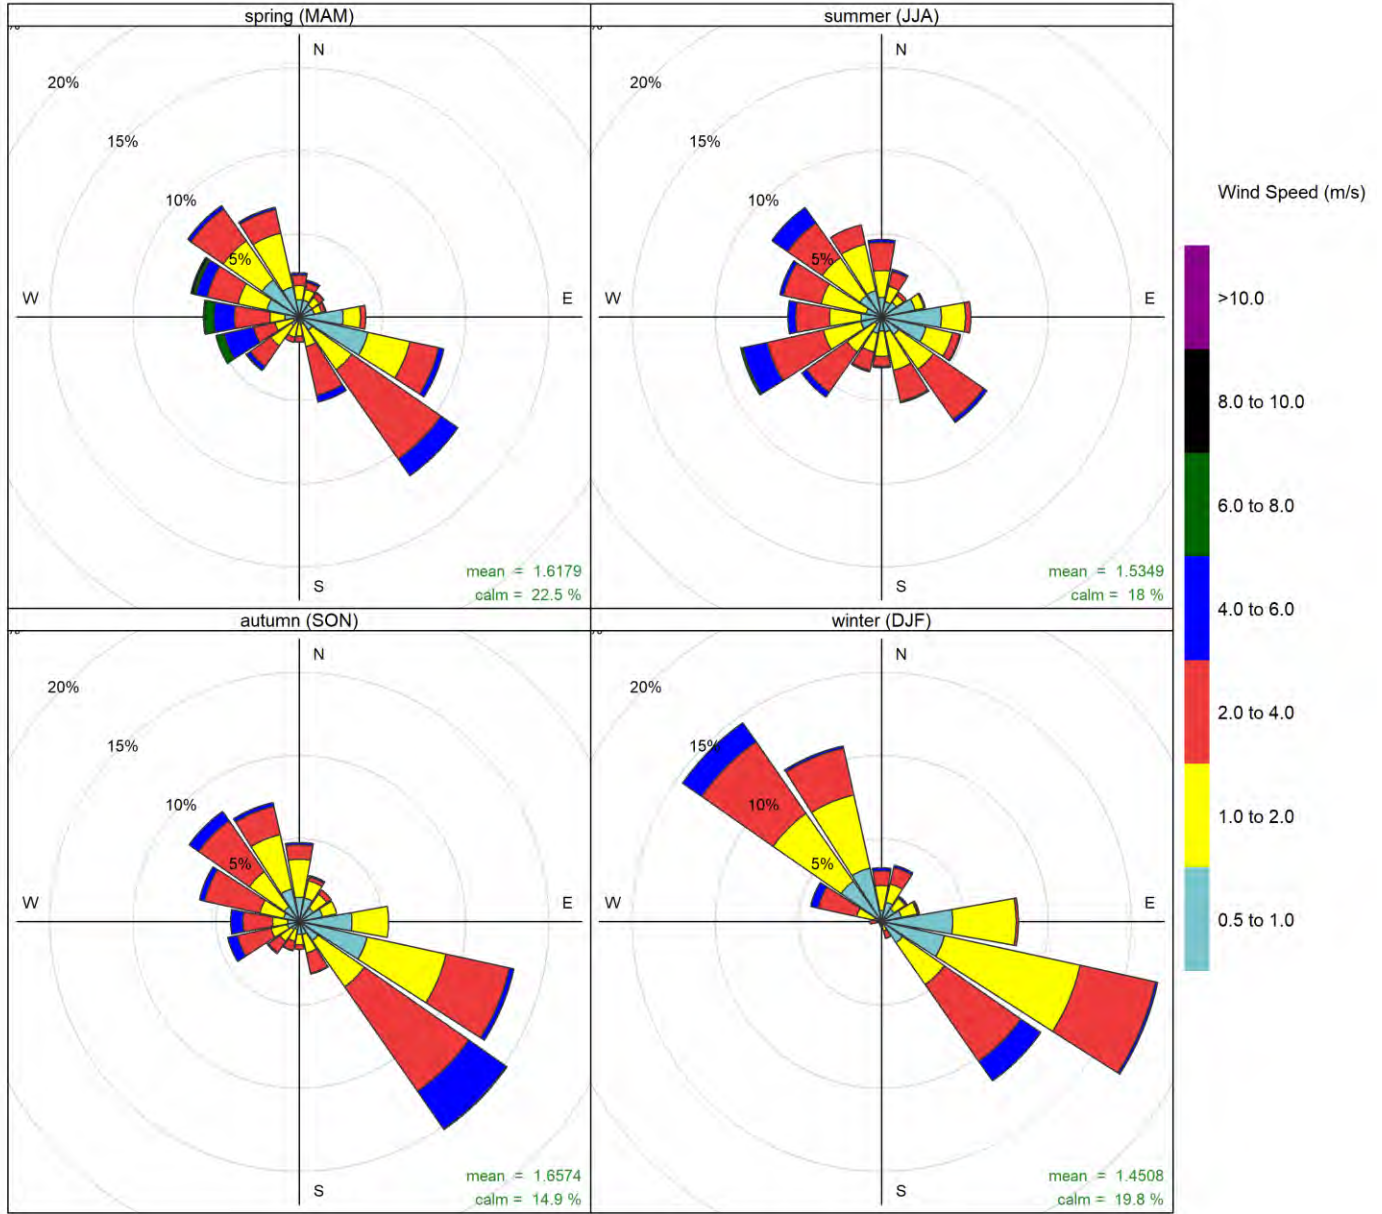 spring (MAM)
%
N
20%
15%
10%
5%
W
E
S
mean = 1.6179
calm = 22.5 %
summer (JJA)
%
N
20%
15%
10%
5%
W
E
S
mean = 1.5349
calm = 18 %
autumn (SON)
%
N
20%
15%
10%
5%
W
E
S
mean = 1.6574
calm = 14.9 %
winter (DJF)
%
N
20%
15%
10%
5%
W
E
S
mean = 1.4508
calm = 19.8 %
Wind Speed (m/s)
>10.0
8.0 to 10.0
6.0 to 8.0
4.0 to 6.0
2.0 to 4.0
1.0 to 2.0
0.5 to 1.0